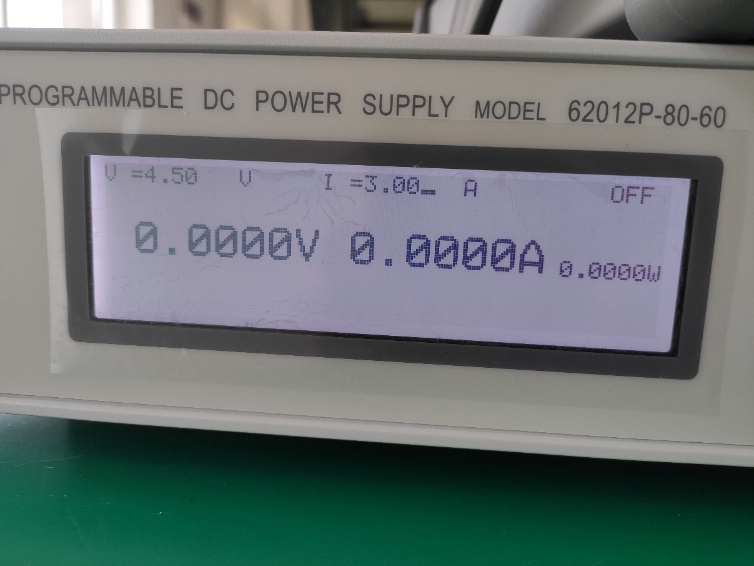 PROGRAMMABLE DC POWER SUPPLY MODEL 62012P-80-60
V =4.50 V I =3.00_ A OFF
0.0000V 0.0000A 0.0000W